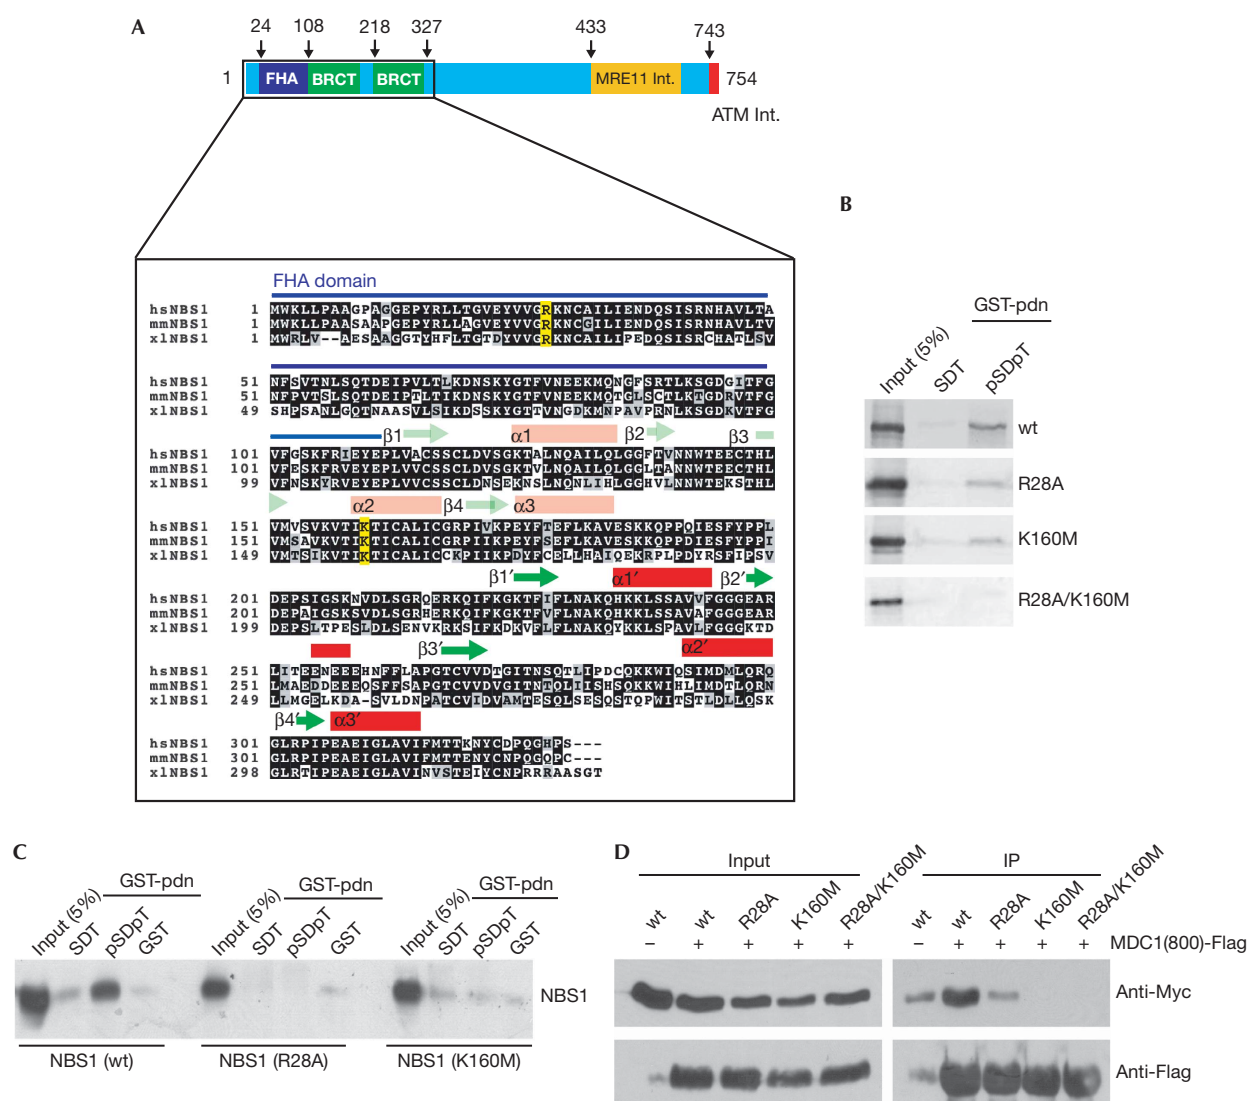 A
24 108 218 327 433 743
1 FHA BRCT BRCT MRE11 Int. 754
ATM Int.
FHA domain
hsNBS1 1 MWKLLPAAGPAGGEPYRLLTGVEYVVGRKNCAILIENDQSISRNHAVLTA
mmNBS1 1 MWKLLPAASAAPGEPYRLLAGVEYVVGRKNCGILIENDQSISRNHAVLTV
xlNBS1 1 MWRLV--AESAAGGTYHFLTGTDYVVGRKNCAILIPEDQSISRCHATLSV
hsNBS1 51 NFSVTNLSQTDEIPVLTLKDNSKYGTFVNEEKMQNGFSRTLKSGDGITFG
mmNBS1 51 NFPVTSLSQTDEIPVLTIKDNSKYGTFVNEEKMQTGLSCTLKTGDRVTFG
xlNBS1 49 SHPSANLGQTNAASVLSIKDSSKYGTTVNGDKMNPAVPRNLKSGDKVTFG
β1 α1 β2 β3
hsNBS1 101 VFGSKFRIEYEPLVACSSCLDVSGKTALNQAILQLGGFTVNNWTEECTHL
mmNBS1 101 VFESKFRVEYEPLVVCSSCLDVSGKTVLNQAILQLGGLTANNWTEECTHL
xlNBS1 99 VFNSKYRVEYEPLVVCSSCLDNSEKNSLNQNLIHLGGHVLNNWTEKSTHL
α2 β4 α3
hsNBS1 151 VMVSVKVTIKTICALICGRPIVKPEYFTEFLKAVESKKQPPQIESFYPPL
mmNBS1 151 VMSAVKVTIKTICALICGRPIIKPEYFSEFLKAVESKKQPPDIESFYPPI
xlNBS1 149 VMTSIKVTIKTICALICCKPIIKPDYFCELLHAIQEKRPLPDYRSFIPSV
β1′ α1′ β2′
hsNBS1 201 DEPSIGSKNVDLSGRQERKQIFKGKTFIFLNAKQHKKLSSAVVFGGGEAR
mmNBS1 201 DEPAIGSKSVDLSGRHERKQIFKGKTFVFLNAKQHKKLSSAVAFGGGEAR
xlNBS1 199 DEPSLTPESLDLSENVKRKSIFKDKVFLFLNAKQYKKLSPAVLFGGGKTD
β3′ α2′
hsNBS1 251 LITEENEEEHNFFLAPGTCVVDTGITNSQTLIPDCQKKWIQSIMDMLQRQ
mmNBS1 251 LMAEDDEEEQSFFSAPGTCVVDVGITNTQLIISHSQKKWIHLIMDTLQRN
xlNBS1 249 LLMGELKDA-SVLDNPATCVIDVAMTESQLSESQSTQPWITSTLDLLQSK
β4′ α3′
hsNBS1 301 GLRPIPEAEIGLAVIFMTTKNYCDPQGHPS---
mmNBS1 301 GLRPIPEAEIGLAVIFMTTENYCNPQGQPC---
xlNBS1 298 GLRTIPEAEIGLAVINVSTEIYCNPRRRAASGT
B
GST-pdn
Input (5%) SDT pSDpT
wt
R28A
K160M
R28A/K160M
C
GST-pdn GST-pdn GST-pdn
Input (5%) SDT pSDpT GST Input (5%) SDT pSDpT GST Input (5%) SDT pSDpT GST
NBS1
NBS1 (wt) NBS1 (R28A) NBS1 (K160M)
D
Input IP
wt wt R28A K160M R28A/K160M wt wt R28A K160M R28A/K160M
– + + + + – + + + + MDC1(800)-Flag
Anti-Myc
Anti-Flag